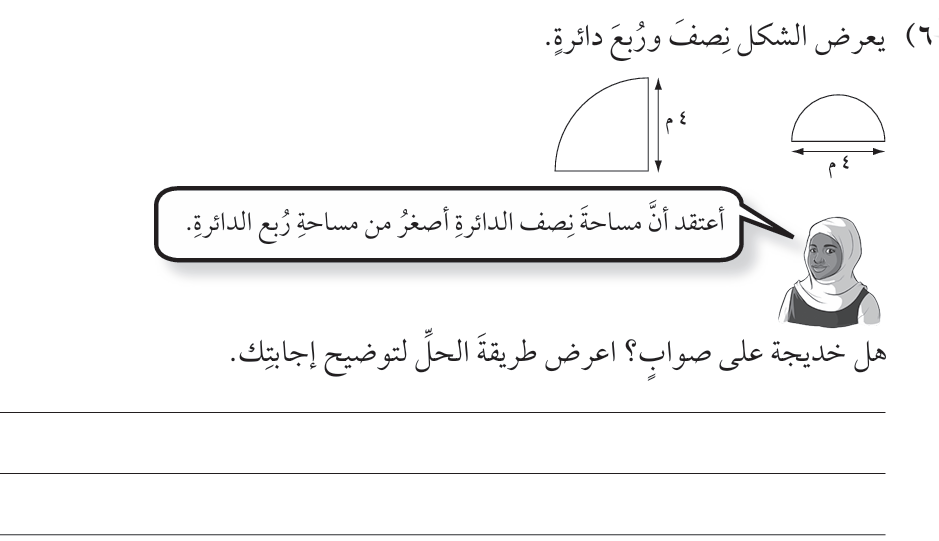 ٦) يعرض الشكل نِصفَ ورُبعَ دائرةٍ.
٤ م
٤ م
أعتقد أنَّ مساحةَ نِصف الدائرةِ أصغرُ من مساحةِ رُبع الدائرةِ.
هل خديجة على صوابٍ؟ اعرض طريقةَ الحلِّ لتوضيح إجابتِك.